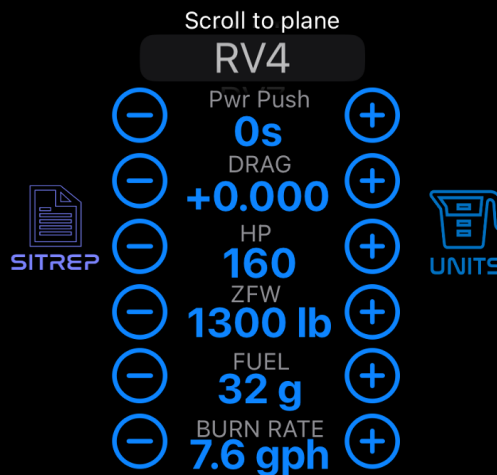 Scroll to plane
RV4
Pwr Push
0s
DRAG
+0.000
HP
160
ZFW
1300 lb
FUEL
32 g
BURN RATE
7.6 gph
SITREP
UNITS